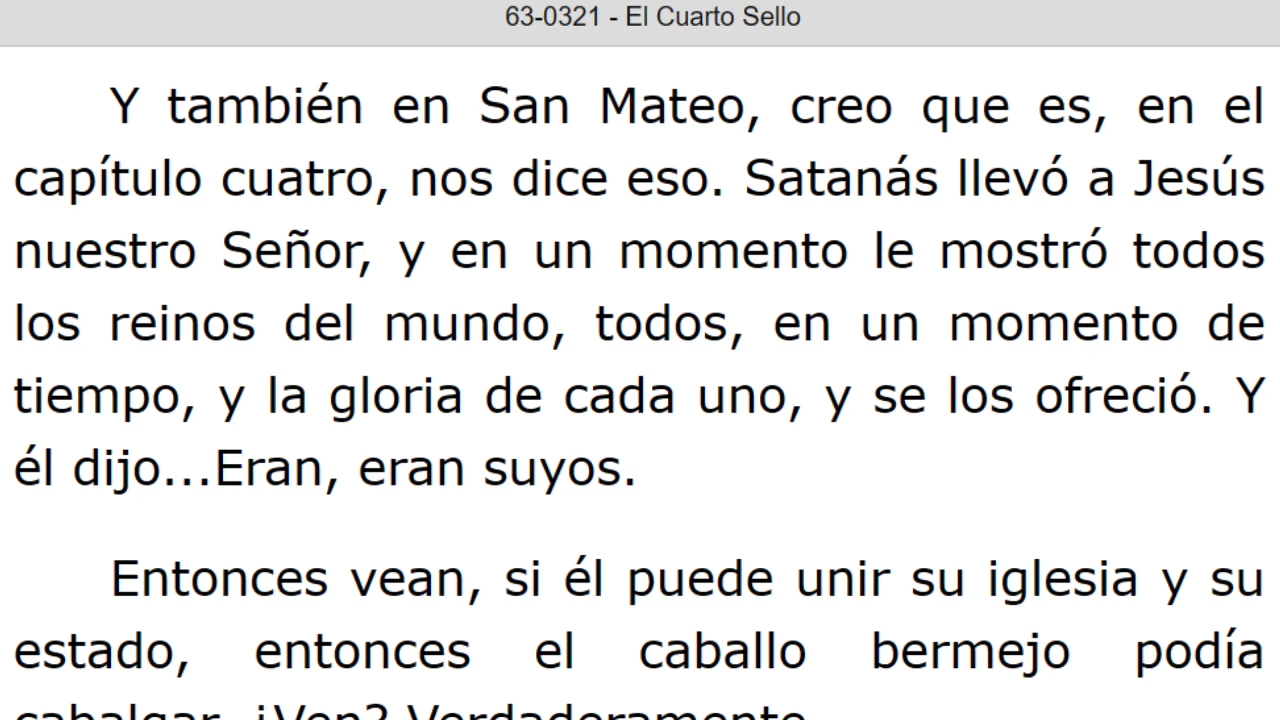 63-0321 - El Cuarto Sello
Y también en San Mateo, creo que es, en el
capítulo cuatro, nos dice eso. Satanás llevó a Jesús
nuestro Señor, y en un momento le mostró todos
los reinos del mundo, todos, en un momento de
tiempo, y la gloria de cada uno, y se los ofreció. Y
él dijo...Eran, eran suyos.
Entonces vean, si él puede unir su iglesia y su
estado, entonces el caballo bermejo podía
cabalgar. ¿Ven? Verdaderamente